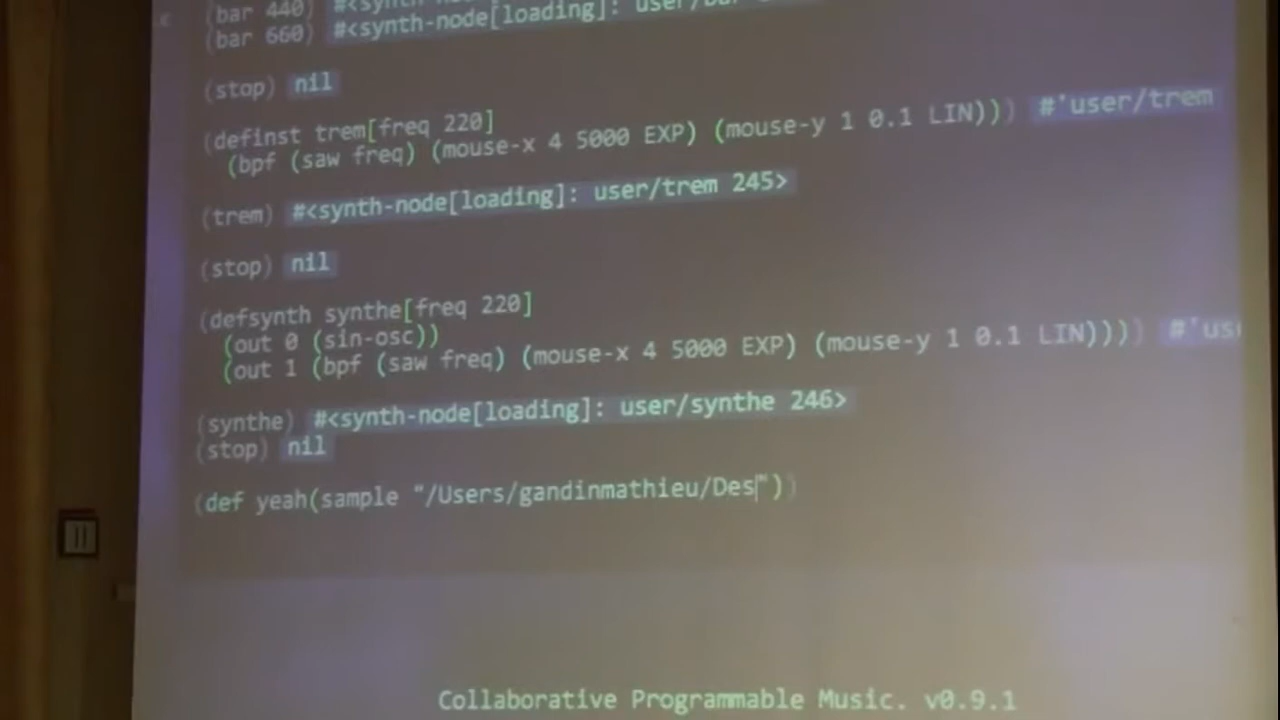 (bar 440)
(bar 660) #<synth-node[loading]:
(stop) nil
(definst trem[freq 220]
(bpf (saw freq) (mouse-x 4 5000 EXP) (mouse-y 1 0.1 LIN))) #'user/trem
(trem) #<synth-node[loading]: user/trem 245>
(stop) nil
(defsynth synthe[freq 220]
(out 0 (sin-osc))
(out 1 (bpf (saw freq) (mouse-x 4 5000 EXP) (mouse-y 1 0.1 LIN)))) #'us
(synthe) #<synth-node[loading]: user/synthe 246>
(stop) nil
(def yeah(sample "/Users/gandinmathieu/Des"))
Collaborative Programmable Music. v0.9.1